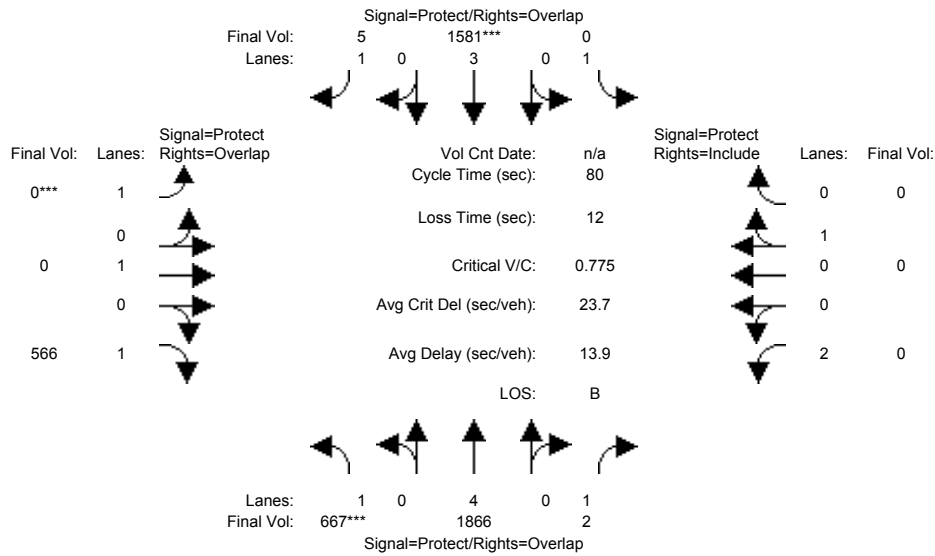 Signal=Protect/Rights=Overlap
Final Vol: 5 1581*** 0
Lanes: 1 0 3 0 1
Signal=Protect Signal=Protect
Final Vol: Lanes: Rights=Overlap Vol Cnt Date: n/a Rights=Include Lanes: Final Vol:
Cycle Time (sec): 80
0*** 1 0 0
Loss Time (sec): 12
0 1
0 1 Critical V/C: 0.775 0 0
0 Avg Crit Del (sec/veh): 23.7 0
566 1 Avg Delay (sec/veh): 13.9 2 0
LOS: B
Lanes: 1 0 4 0 1
Final Vol: 667*** 1866 2
Signal=Protect/Rights=Overlap